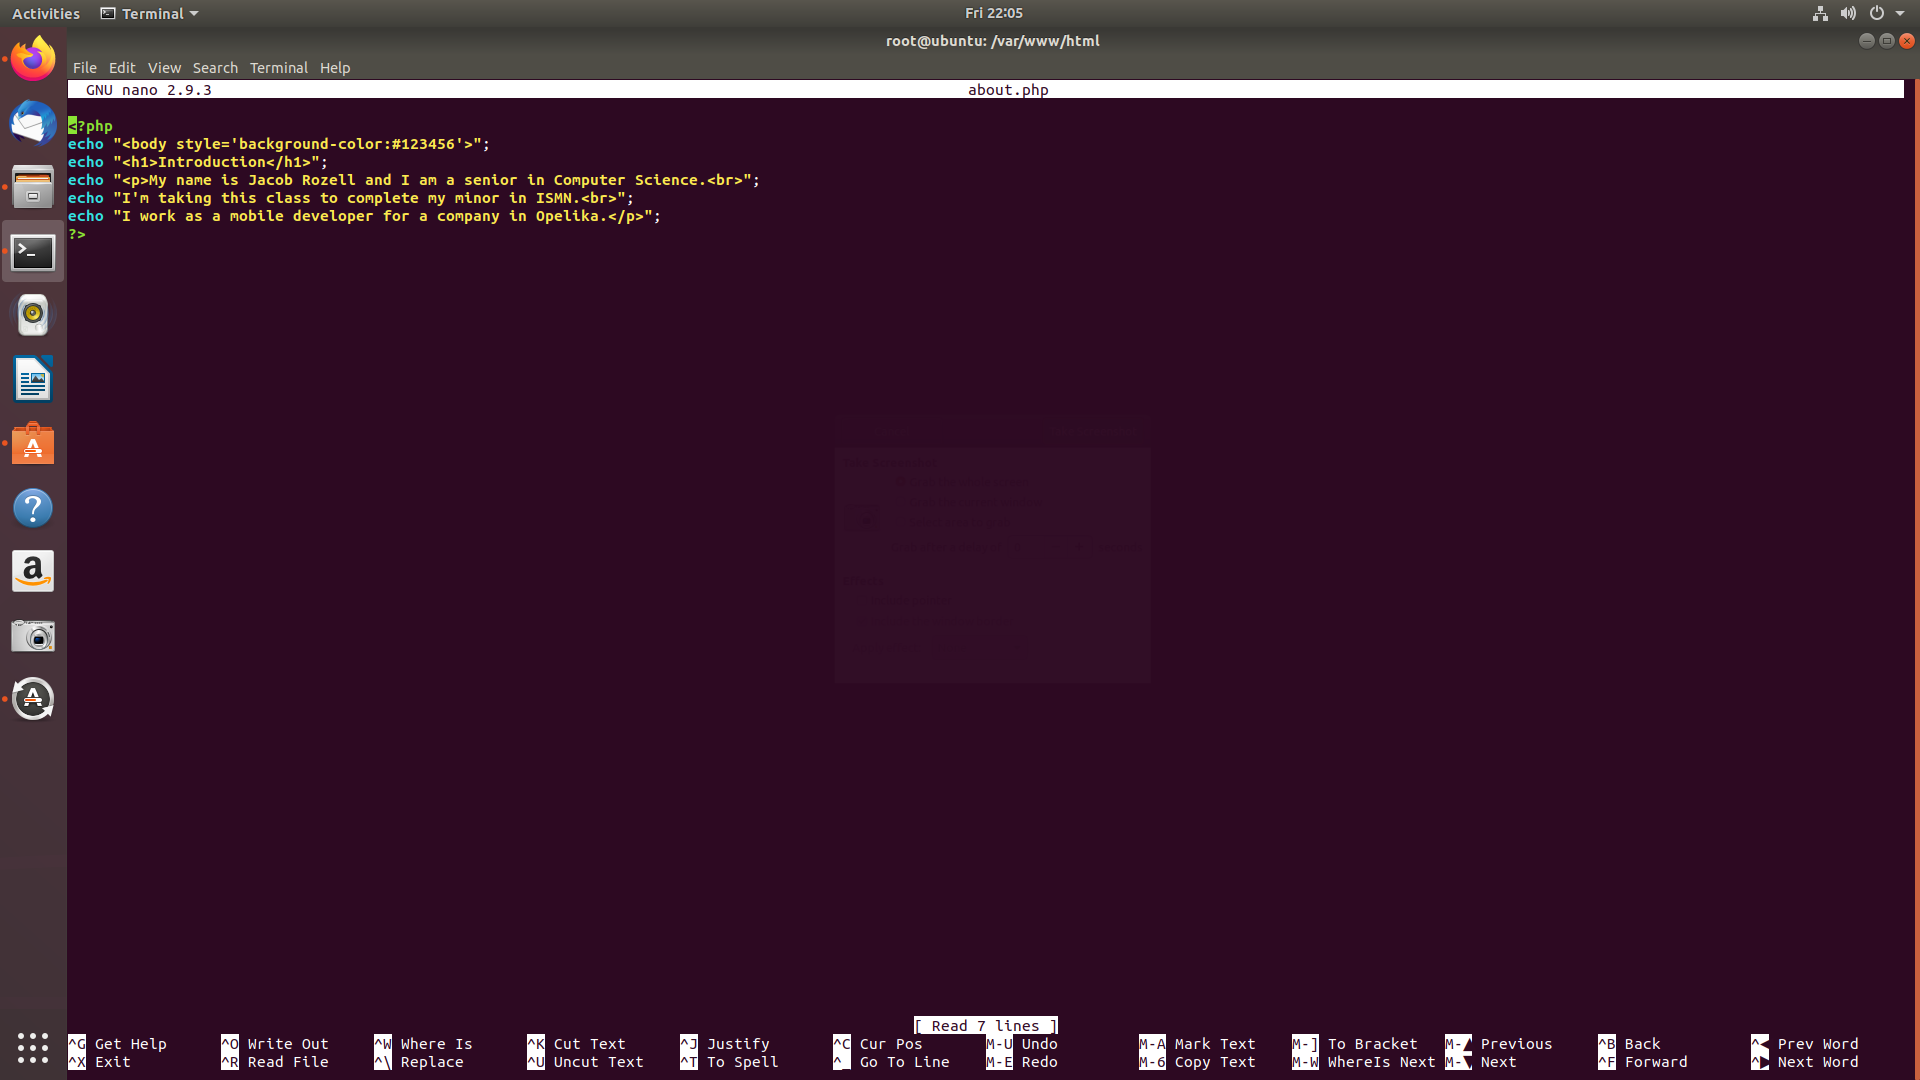 Activities Terminal Fri 22:05
root@ubuntu: /var/www/html
File Edit View Search Terminal Help
GNU nano 2.9.3 about.php
<?php
echo "<body style='background-color:#123456'>";
echo "<h1>Introduction</h1>";
echo "<p>My name is Jacob Rozell and I am a senior in Computer Science.<br>";
echo "I'm taking this class to complete my minor in ISMN.<br>";
echo "I work as a mobile developer for a company in Opelika.</p>";
?>
[ Read 7 lines ]
^G Get Help ^O Write Out ^W Where Is ^K Cut Text ^J Justify ^C Cur Pos M-U Undo M-A Mark Text M-] To Bracket M-▲ Previous ^B Back ^◀ Prev Word
^X Exit ^R Read File ^\ Replace ^U Uncut Text ^T To Spell ^_ Go To Line M-E Redo M-6 Copy Text M-W WhereIs Next M-▼ Next ^F Forward ^▶ Next Word